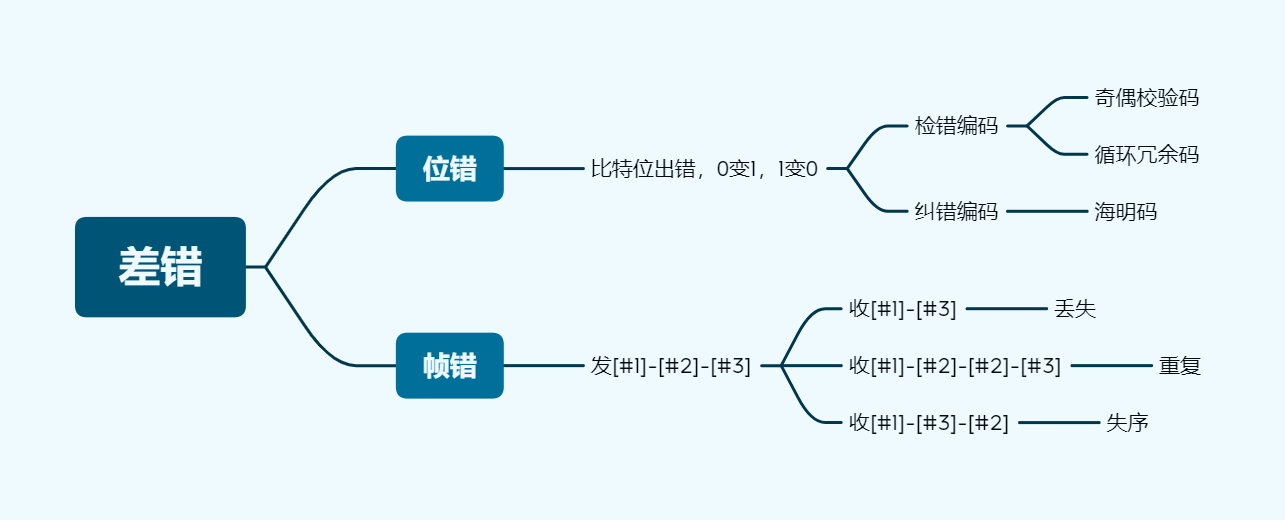 差错
位错
比特位出错，0变1，1变0
检错编码
奇偶校验码
循环冗余码
纠错编码
海明码
帧错
发[#1]-[#2]-[#3]
收[#1]-[#3]
丢失
收[#1]-[#2]-[#2]-[#3]
重复
收[#1]-[#3]-[#2]
失序